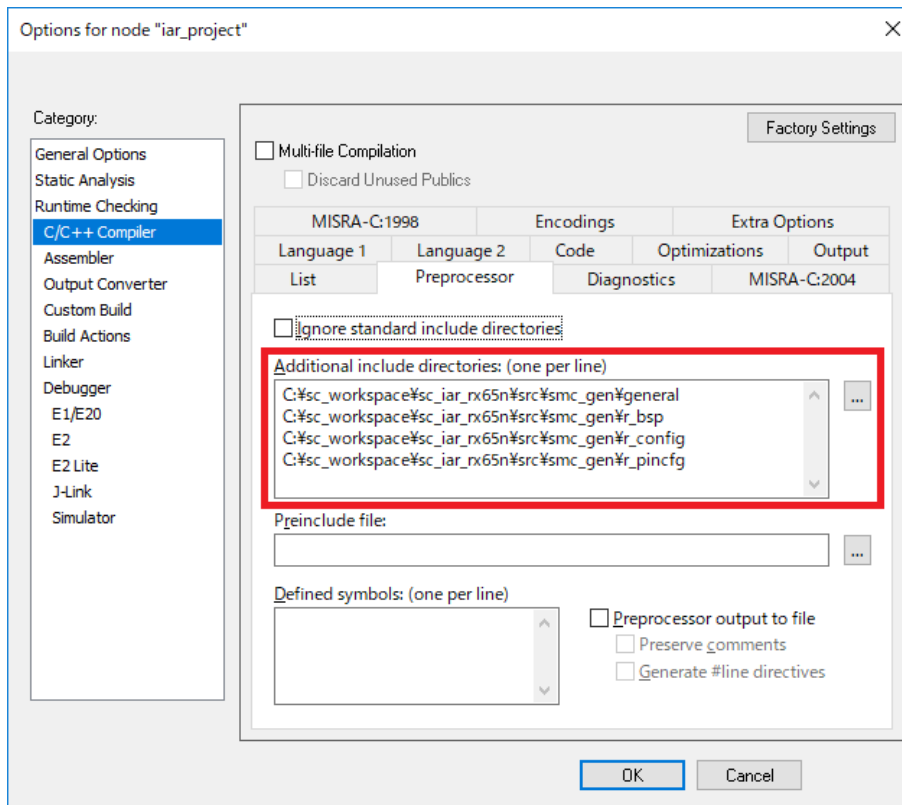 Options for node "iar_project"
Category:
General Options
Static Analysis
Runtime Checking
C/C++ Compiler
Assembler
Output Converter
Custom Build
Build Actions
Linker
Debugger
E1/E20
E2
E2 Lite
J-Link
Simulator
Factory Settings
Multi-file Compilation
Discard Unused Publics
MISRA-C:1998 Encodings Extra Options
Language 1 Language 2 Code Optimizations Output
List Preprocessor Diagnostics MISRA-C:2004
Ignore standard include directories
Additional include directories: (one per line)
C:¥sc_workspace¥sc_iar_rx65n¥src¥smc_gen¥general
C:¥sc_workspace¥sc_iar_rx65n¥src¥smc_gen¥r_bsp
C:¥sc_workspace¥sc_iar_rx65n¥src¥smc_gen¥r_config
C:¥sc_workspace¥sc_iar_rx65n¥src¥smc_gen¥r_pincfg
...
Preinclude file:
...
Defined symbols: (one per line)
Preprocessor output to file
Preserve comments
Generate #line directives
OK Cancel